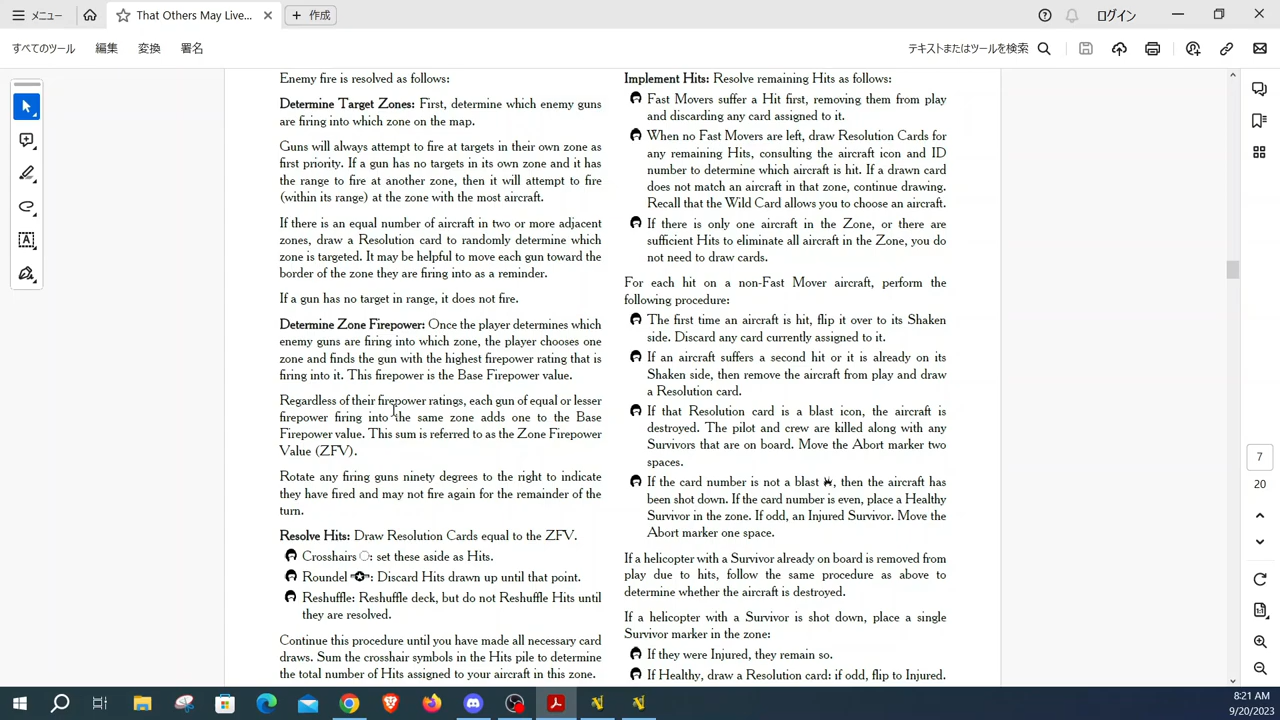 メニュー
That Others May Live...
作成
ログイン
すべてのツール
編集
変換
署名
テキストまたはツールを検索
Enemy fire is resolved as follows:
Determine Target Zones: First, determine which enemy guns
are firing into which zone on the map.
Guns will always attempt to fire at targets in their own zone as
first priority. If a gun has no targets in its own zone and it has
the range to fire at another zone, then it will attempt to fire
(within its range) at the zone with the most aircraft.
If there is an equal number of aircraft in two or more adjacent
zones, draw a Resolution card to randomly determine which
zone is targeted. It may be helpful to move each gun toward the
border of the zone they are firing into as a reminder.
If a gun has no target in range, it does not fire.
Determine Zone Firepower: Once the player determines which
enemy guns are firing into which zone, the player chooses one
zone and finds the gun with the highest firepower rating that is
firing into it. This firepower is the Base Firepower value.
Regardless of their firepower ratings, each gun of equal or lesser
firepower firing into the same zone adds one to the Base
Firepower value. This sum is referred to as the Zone Firepower
Value (ZFV).
Rotate any firing guns ninety degrees to the right to indicate
they have fired and may not fire again for the remainder of the
turn.
Resolve Hits: Draw Resolution Cards equal to the ZFV.
Crosshairs : set these aside as Hits.
Roundel : Discard Hits drawn up until that point.
Reshuffle: Reshuffle deck, but do not Reshuffle Hits until
they are resolved.
Continue this procedure until you have made all necessary card
draws. Sum the crosshair symbols in the Hits pile to determine
the total number of Hits assigned to your aircraft in this zone.
Implement Hits: Resolve remaining Hits as follows:
Fast Movers suffer a Hit first, removing them from play
and discarding any card assigned to it.
When no Fast Movers are left, draw Resolution Cards for
any remaining Hits, consulting the aircraft icon and ID
number to determine which aircraft is hit. If a drawn card
does not match an aircraft in that zone, continue drawing.
Recall that the Wild Card allows you to choose an aircraft.
If there is only one aircraft in the Zone, or there are
sufficient Hits to eliminate all aircraft in the Zone, you do
not need to draw cards.
For each hit on a non-Fast Mover aircraft, perform the
following procedure:
The first time an aircraft is hit, flip it over to its Shaken
side. Discard any card currently assigned to it.
If an aircraft suffers a second hit or it is already on its
Shaken side, then remove the aircraft from play and draw
a Resolution card.
If that Resolution card is a blast icon, the aircraft is
destroyed. The pilot and crew are killed along with any
Survivors that are on board. Move the Abort marker two
spaces.
If the card number is not a blast , then the aircraft has
been shot down. If the card number is even, place a Healthy
Survivor in the zone. If odd, an Injured Survivor. Move the
Abort marker one space.
If a helicopter with a Survivor already on board is removed from
play due to hits, follow the same procedure as above to
determine whether the aircraft is destroyed.
If a helicopter with a Survivor is shot down, place a single
Survivor marker in the zone:
If they were Injured, they remain so.
If Healthy, draw a Resolution card: if odd, flip to Injured.
7
20
8:21 AM
9/20/2023